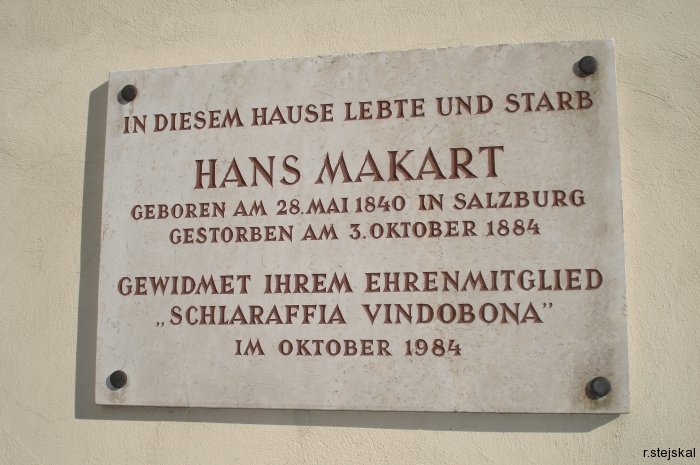 IN DIESEM HAUSE LEBTE UND STARB
HANS MAKART
GEBOREN AM 28. MAI 1840 IN SALZBURG
GESTORBEN AM 3. OKTOBER 1884
GEWIDMET IHREM EHRENMITGLIED
„SCHLARAFFIA VINDOBONA”
IM OKTOBER 1984
r.stejskal